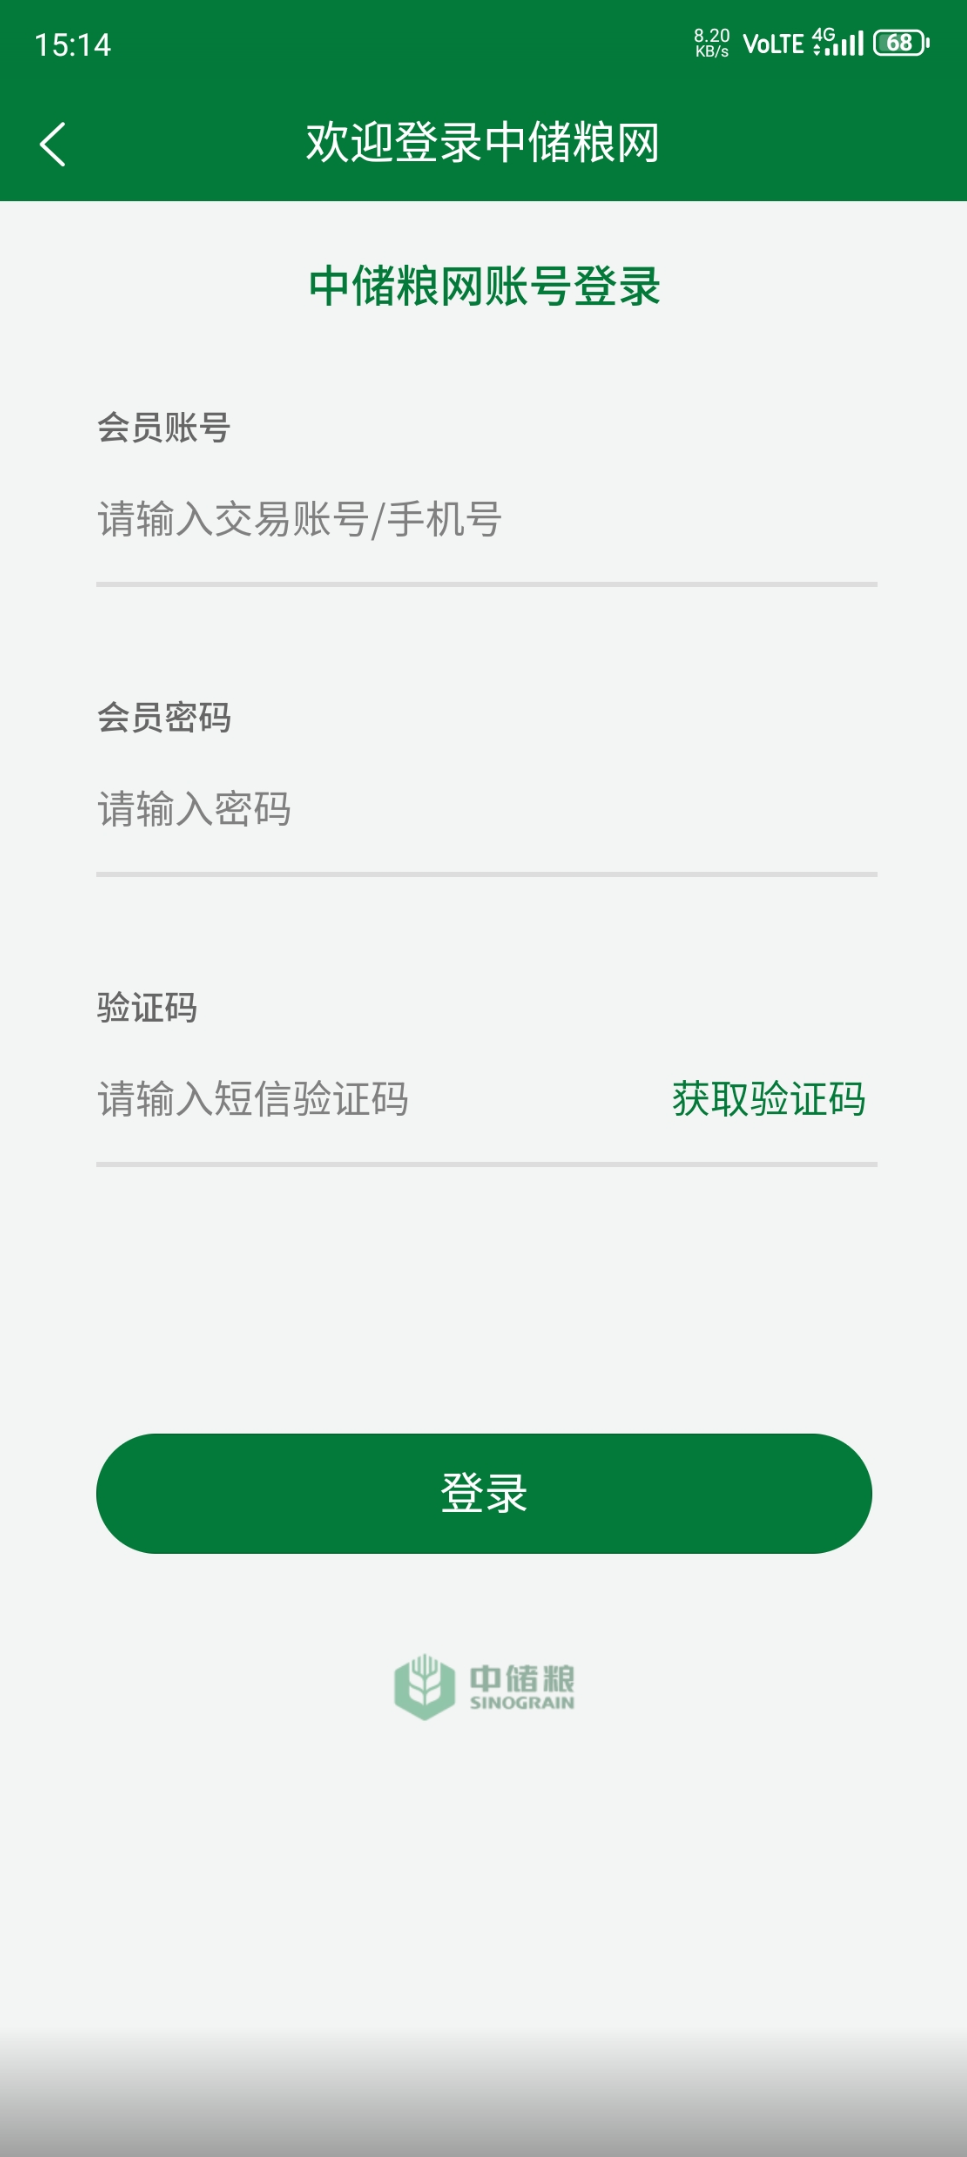 15:14
8.20 KB/s VoLTE 4G 68
欢迎登录中储粮网
中储粮网账号登录
会员账号
请输入交易账号/手机号
会员密码
请输入密码
验证码
请输入短信验证码 获取验证码
登录
中储粮
SINOGRAIN